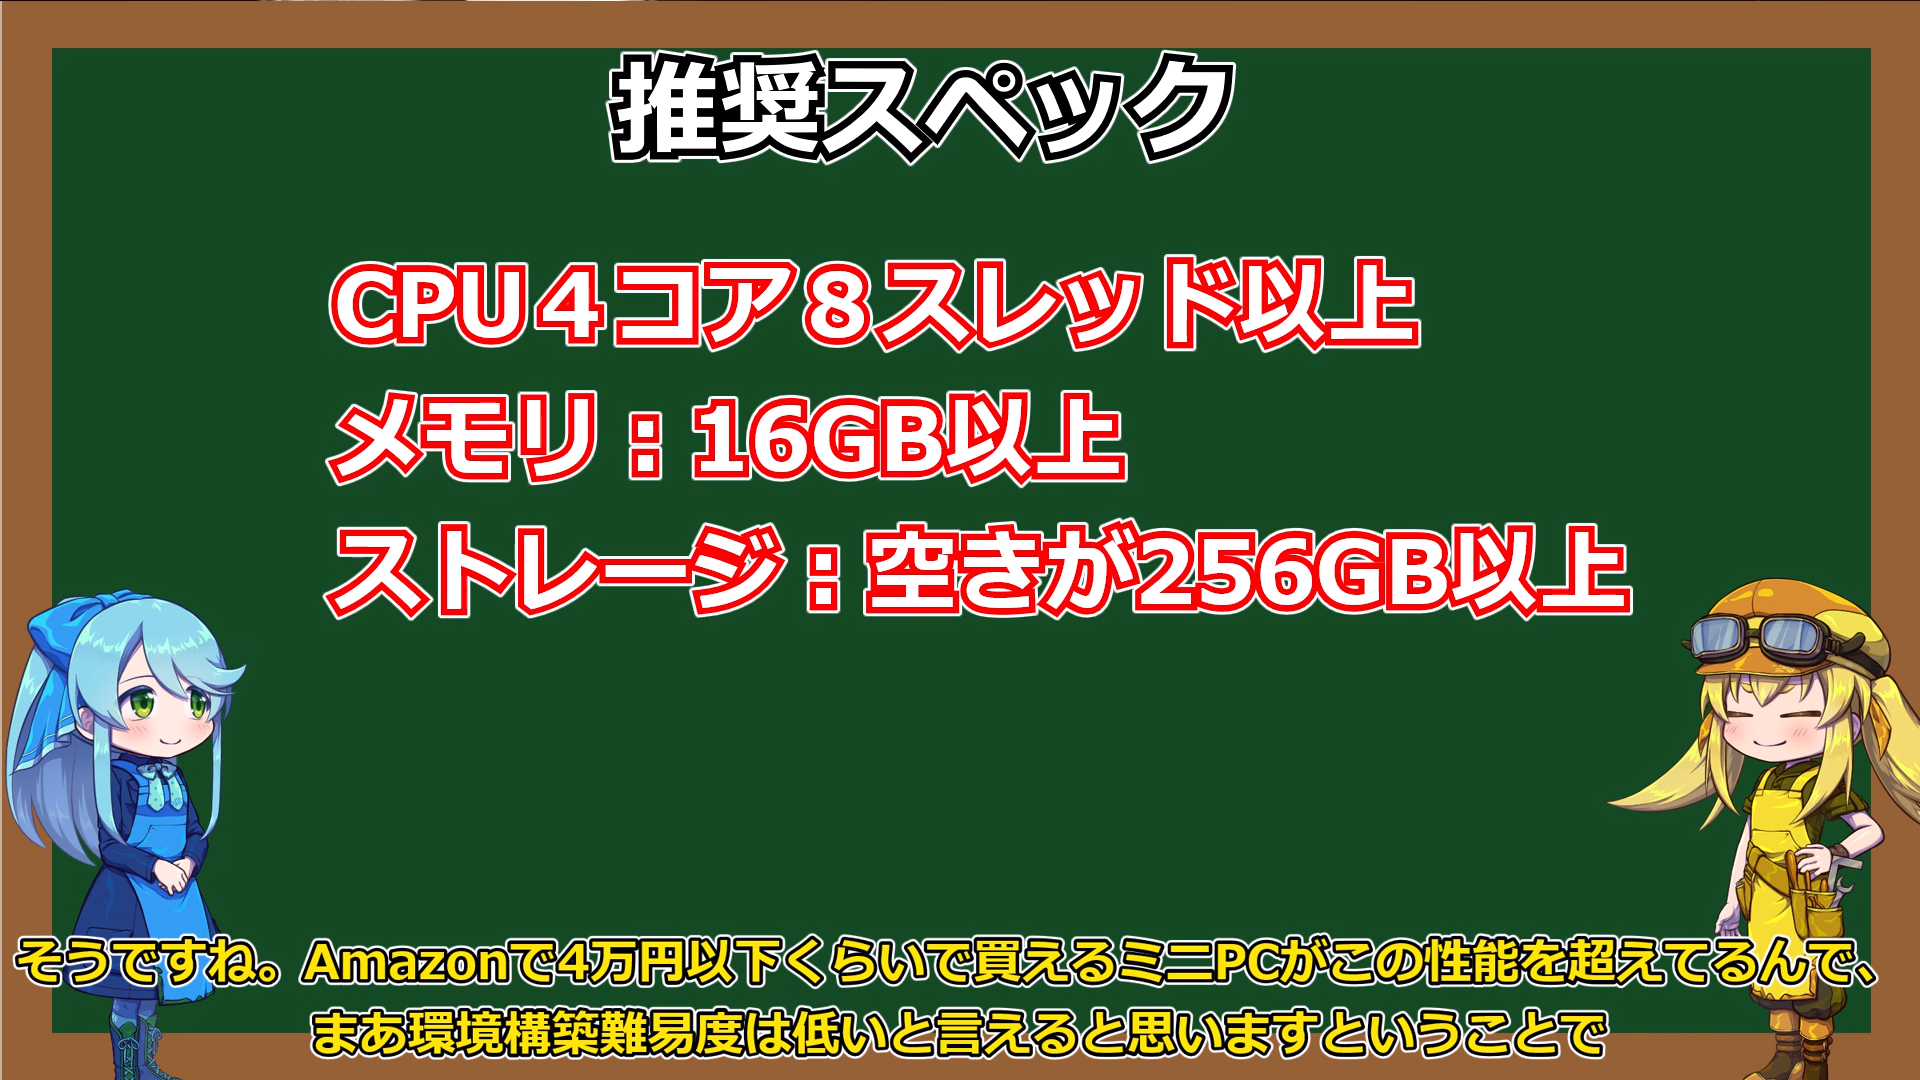 推奨スペック
CPU４コア８スレッド以上
メモリ：16GB以上
ストレージ：空きが256GB以上
そうですね。Amazonで4万円以下くらいで買えるミニPCがこの性能を超えてるんで、
まあ環境構築難易度は低いと言えると思いますということで